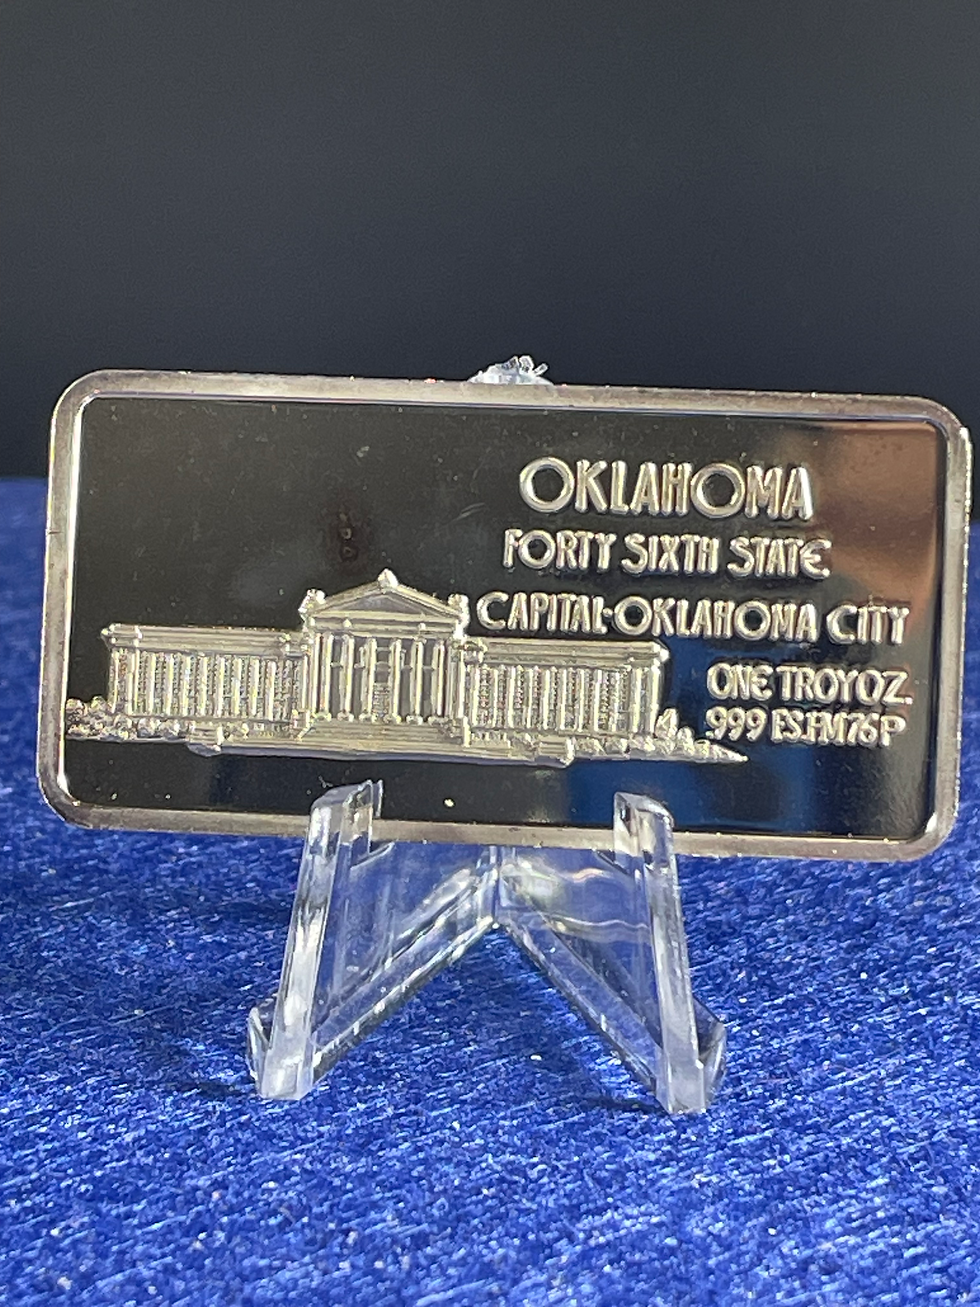 OKLAHOMA
FORTY SIXTH STATE
CAPITAL·OKLAHOMA CITY
ONE TROY OZ.
999 ES.FM76P